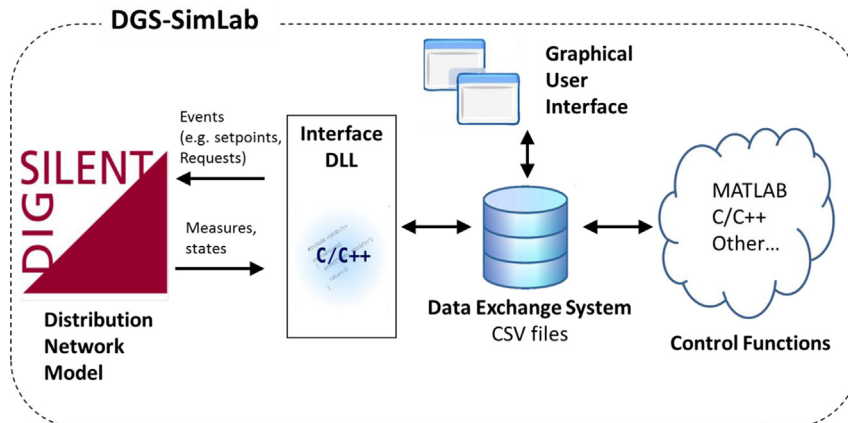 DGS-SimLab
Graphical
User
Interface
Events
(e.g. setpoints,
Requests)
Interface
DLL
DIG
SILENT
MATLAB
C/C++
Other...
Measures,
states
C/C++
Data Exchange System
CSV files
Distribution
Network
Model
Control Functions